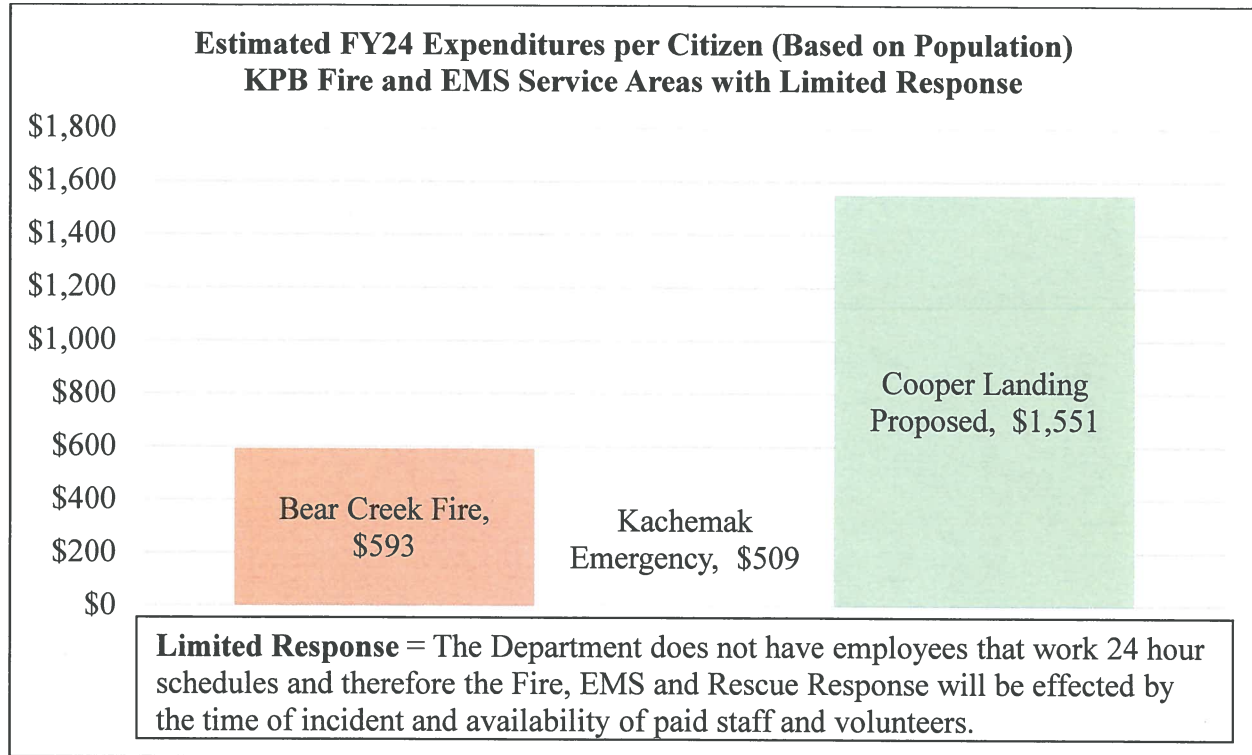 Estimated FY24 Expenditures per Citizen (Based on Population)
KPB Fire and EMS Service Areas with Limited Response
$1,800
$1,600
$1,400
$1,200
$1,000
$800
$600
$400
$200
$0
Bear Creek Fire,
$593
Kachemak
Emergency, $509
Cooper Landing
Proposed, $1,551
Limited Response = The Department does not have employees that work 24 hour
schedules and therefore the Fire, EMS and Rescue Response will be effected by
the time of incident and availability of paid staff and volunteers.